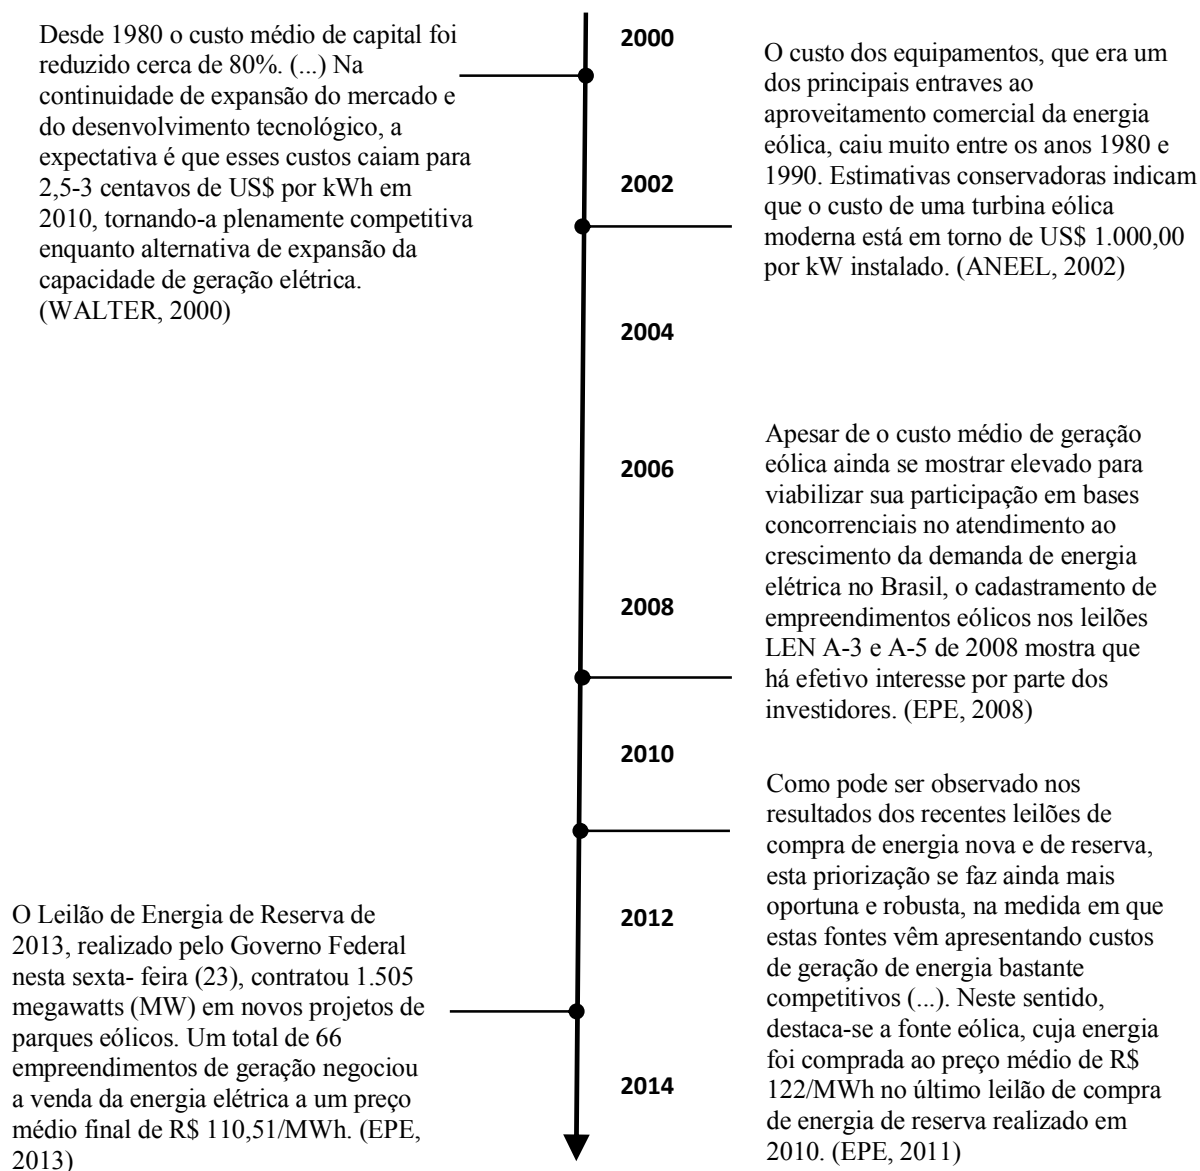 Desde 1980 o custo médio de capital foi
reduzido cerca de 80%. (...) Na
continuidade de expansão do mercado e
do desenvolvimento tecnológico, a
expectativa é que esses custos caiam para
2,5-3 centavos de US$ por kWh em
2010, tornando-a plenamente competitiva
enquanto alternativa de expansão da
capacidade de geração elétrica.
(WALTER, 2000)
2000
O custo dos equipamentos, que era um
dos principais entraves ao
aproveitamento comercial da energia
eólica, caiu muito entre os anos 1980 e
1990. Estimativas conservadoras indicam
que o custo de uma turbina eólica
moderna está em torno de US$ 1.000,00
por kW instalado. (ANEEL, 2002)
2002
2004
2006
Apesar de o custo médio de geração
eólica ainda se mostrar elevado para
viabilizar sua participação em bases
concorrenciais no atendimento ao
crescimento da demanda de energia
elétrica no Brasil, o cadastramento de
empreendimentos eólicos nos leilões
LEN A-3 e A-5 de 2008 mostra que
há efetivo interesse por parte dos
investidores. (EPE, 2008)
2008
2010
Como pode ser observado nos
resultados dos recentes leilões de
compra de energia nova e de reserva,
esta priorização se faz ainda mais
oportuna e robusta, na medida em que
estas fontes vêm apresentando custos
de geração de energia bastante
competitivos (...). Neste sentido,
destaca-se a fonte eólica, cuja energia
foi comprada ao preço médio de R$
122/MWh no último leilão de compra
de energia de reserva realizado em
2010. (EPE, 2011)
2012
O Leilão de Energia de Reserva de
2013, realizado pelo Governo Federal
nesta sexta- feira (23), contratou 1.505
megawatts (MW) em novos projetos de
parques eólicos. Um total de 66
empreendimentos de geração negociou
a venda da energia elétrica a um preço
médio final de R$ 110,51/MWh. (EPE,
2013)
2014